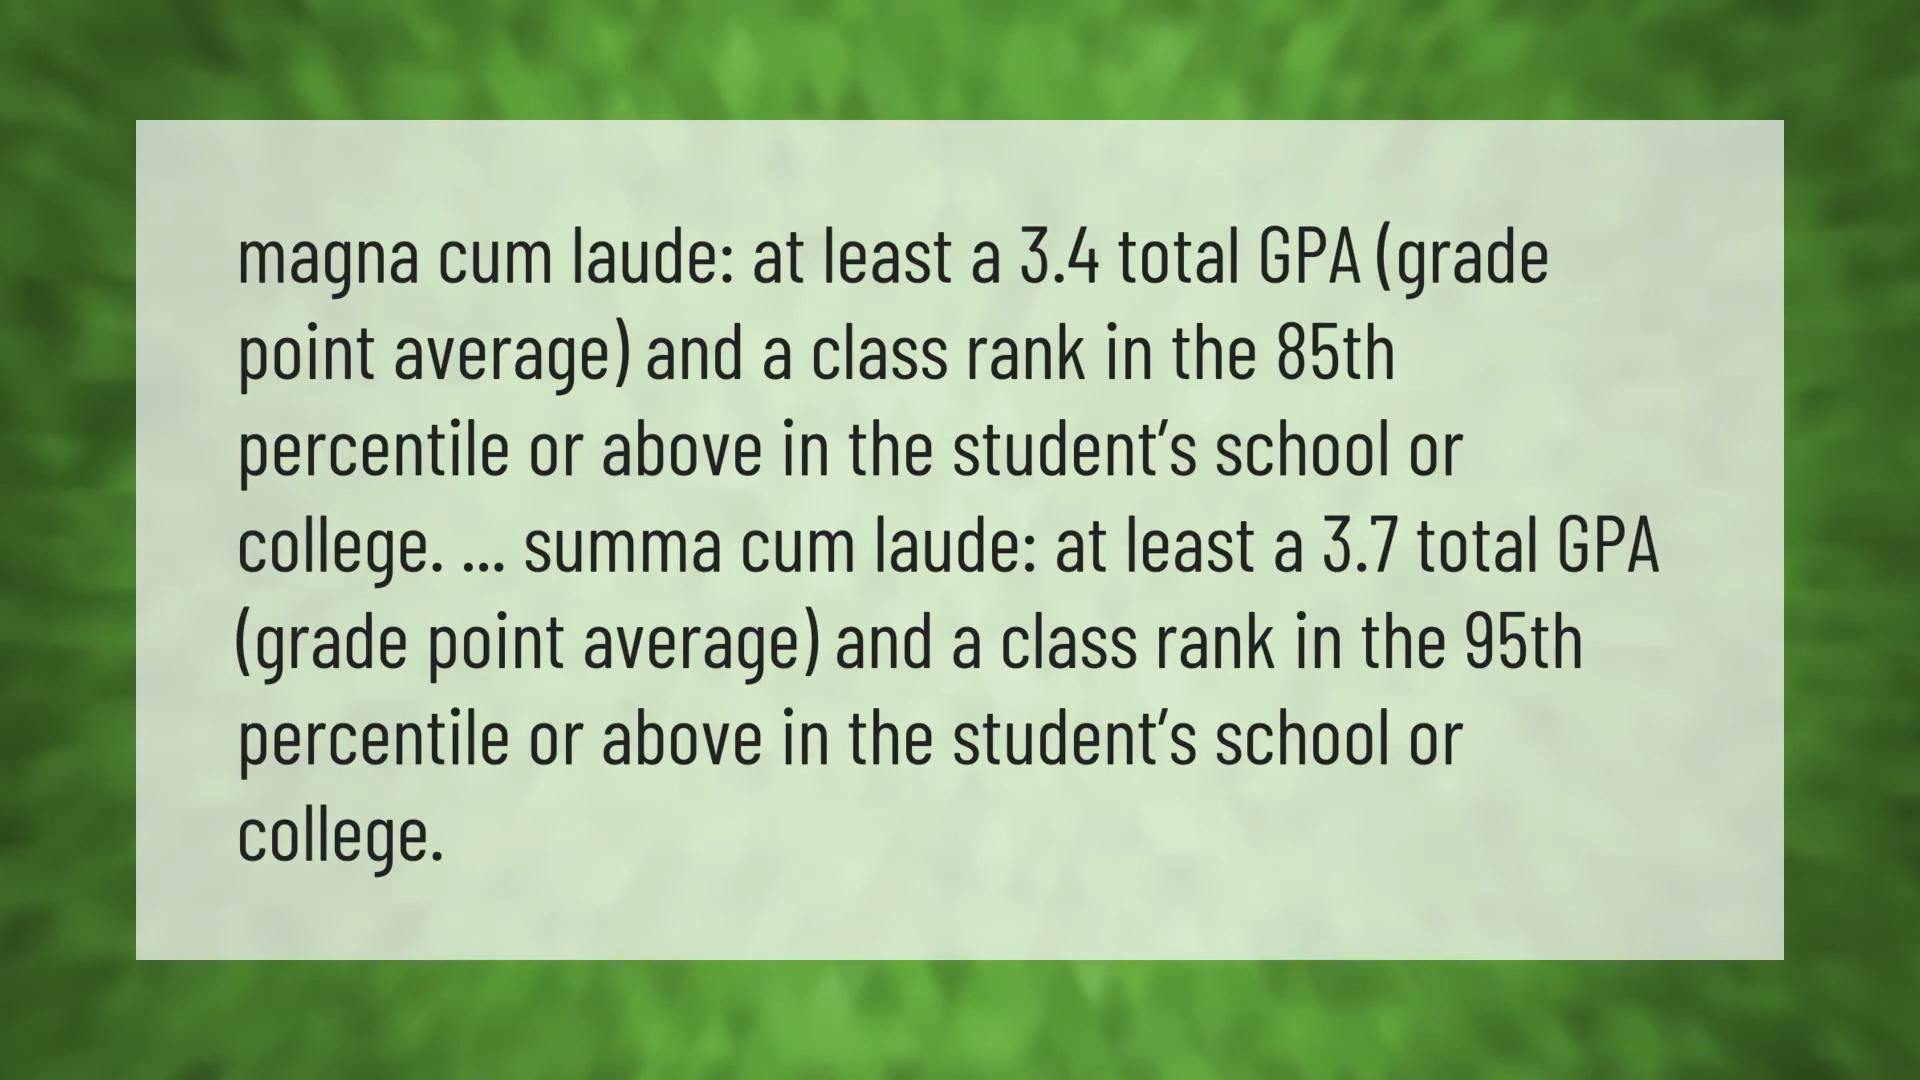 magna cum laude: at least a 3.4 total GPA (grade
point average) and a class rank in the 85th
percentile or above in the student’s school or
college. ... summa cum laude: at least a 3.7 total GPA
(grade point average) and a class rank in the 95th
percentile or above in the student’s school or
college.